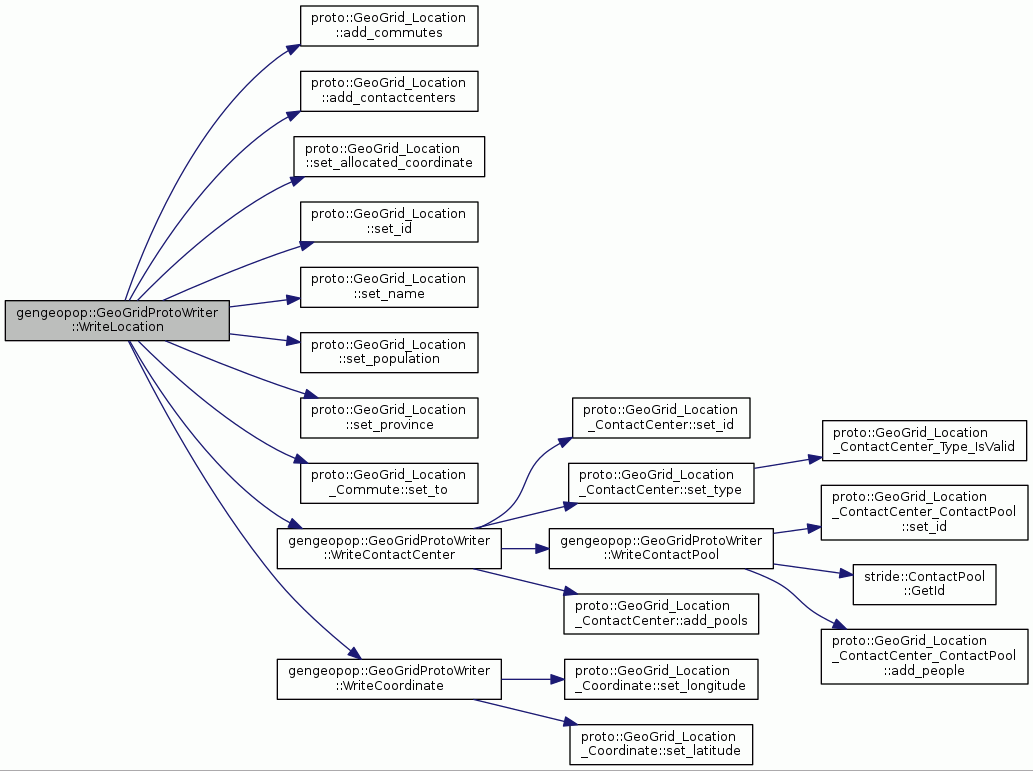 proto::GeoGrid_Location
::add_commutes
proto::GeoGrid_Location
::add_contactcenters
proto::GeoGrid_Location
::set_allocated_coordinate
proto::GeoGrid_Location
::set_id
proto::GeoGrid_Location
::set_name
gengeopop::GeoGridProtoWriter
::WriteLocation
proto::GeoGrid_Location
::set_population
proto::GeoGrid_Location
::set_province
proto::GeoGrid_Location
_Commute::set_to
gengeopop::GeoGridProtoWriter
::WriteContactCenter
gengeopop::GeoGridProtoWriter
::WriteCoordinate
proto::GeoGrid_Location
_ContactCenter::set_id
proto::GeoGrid_Location
_ContactCenter::set_type
gengeopop::GeoGridProtoWriter
::WriteContactPool
proto::GeoGrid_Location
_ContactCenter::add_pools
proto::GeoGrid_Location
_Coordinate::set_longitude
proto::GeoGrid_Location
_Coordinate::set_latitude
proto::GeoGrid_Location
_ContactCenter_Type_IsValid
proto::GeoGrid_Location
_ContactCenter_ContactPool
::set_id
stride::ContactPool
::GetId
proto::GeoGrid_Location
_ContactCenter_ContactPool
::add_people